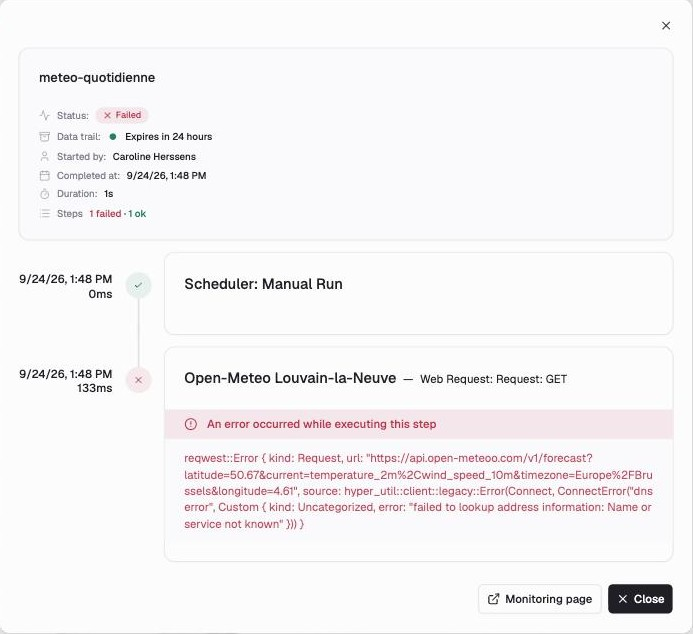 meteo-quotidienne
Status: Failed
Data trail: Expires in 24 hours
Started by: Caroline Herssens
Completed at: 9/24/26, 1:48 PM
Duration: 1s
Steps 1 failed · 1 ok
9/24/26, 1:48 PM
0ms
Scheduler: Manual Run
9/24/26, 1:48 PM
133ms
Open-Meteo Louvain-la-Neuve — Web Request: Request: GET
An error occurred while executing this step
reqwest::Error { kind: Request, url: "https://api.open-meteoo.com/v1/forecast?
latitude=50.67&current=temperature_2m%2Cwind_speed_10m&timezone=Europe%2FBru
ssels&longitude=4.61", source: hyper_util::client::legacy::Error(Connect, ConnectError("dns
error", Custom { kind: Uncategorized, error: "failed to lookup address information: Name or
service not known" })) }
Monitoring page
Close